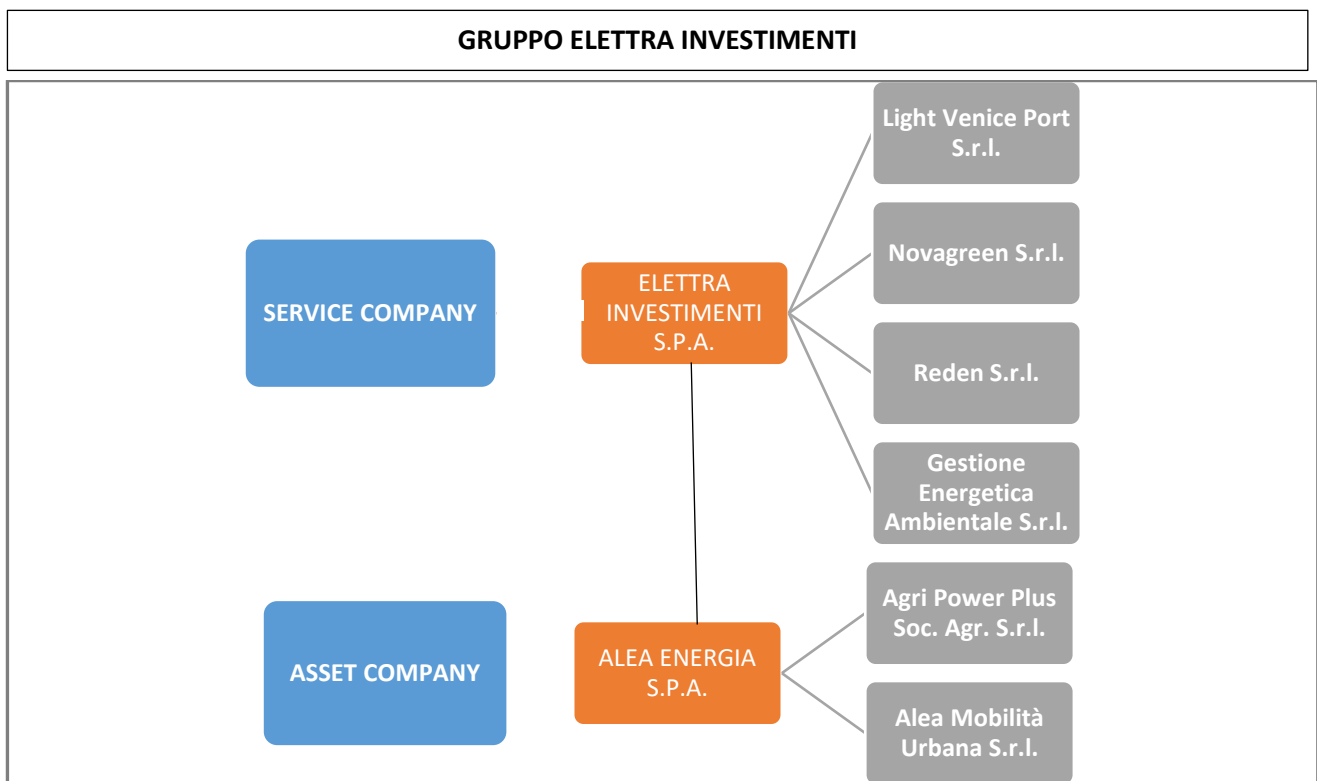 GRUPPO ELETTRA INVESTIMENTI
Light Venice Port
S.r.l.
Novagreen S.r.l.
SERVICE COMPANY
ELETTRA
INVESTIMENTI
S.P.A.
Reden S.r.l.
Gestione
Energetica
Ambientale S.r.l.
Agri Power Plus
Soc. Agr. S.r.l.
ASSET COMPANY
ALEA ENERGIA
S.P.A.
Alea Mobilità
Urbana S.r.l.